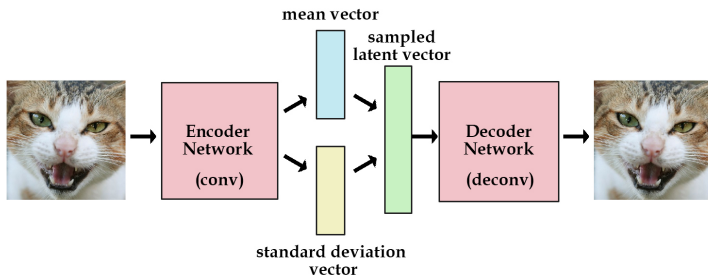 mean vector
sampled
latent vector
Encoder
Network
(conv)
Decoder
Network
(deconv)
standard deviation
vector